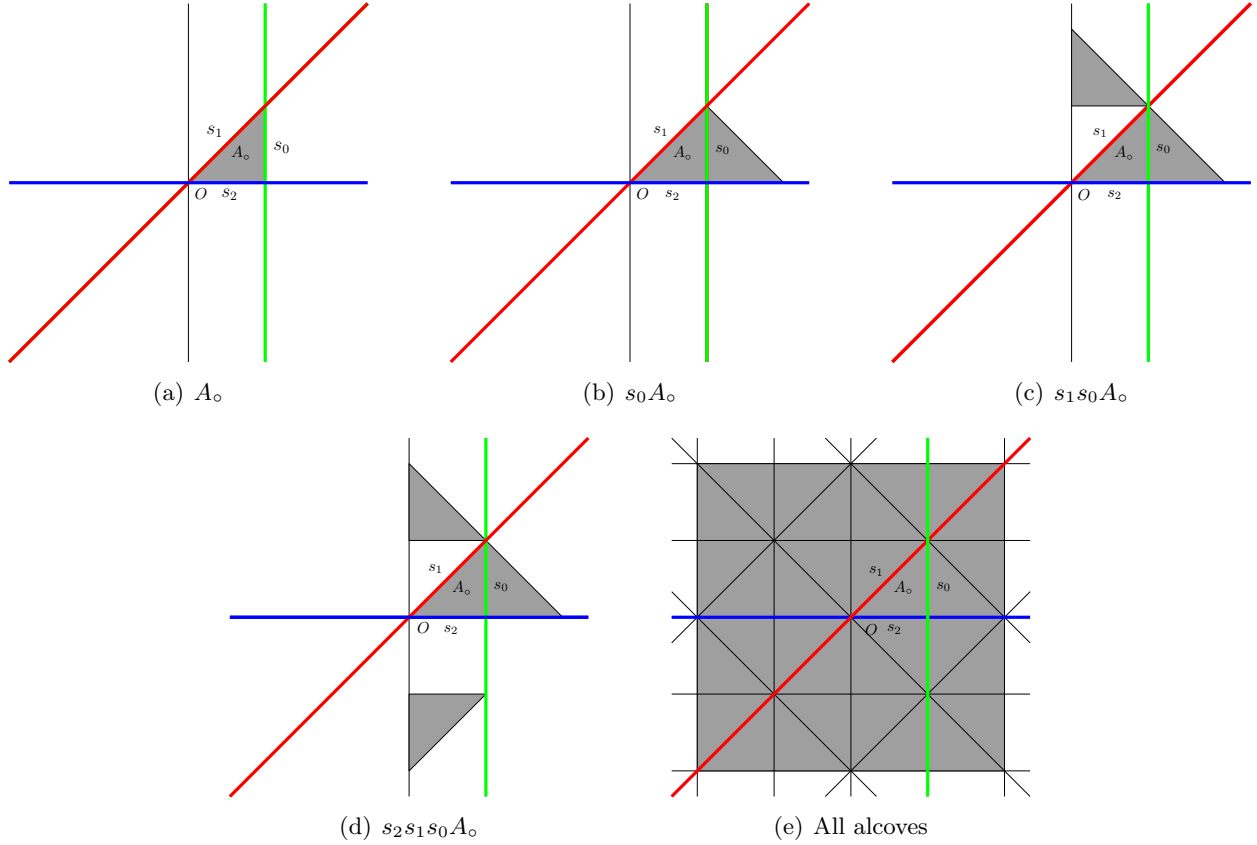 s₁
A∘
s₀
O
s₂
(a) A∘
s₁
A∘
s₀
O
s₂
(b) s₀A∘
s₁
A∘
s₀
O
s₂
(c) s₁s₀A∘
s₁
A∘
s₀
O
s₂
(d) s₂s₁s₀A∘
s₁
A∘
s₀
O
s₂
(e) All alcoves